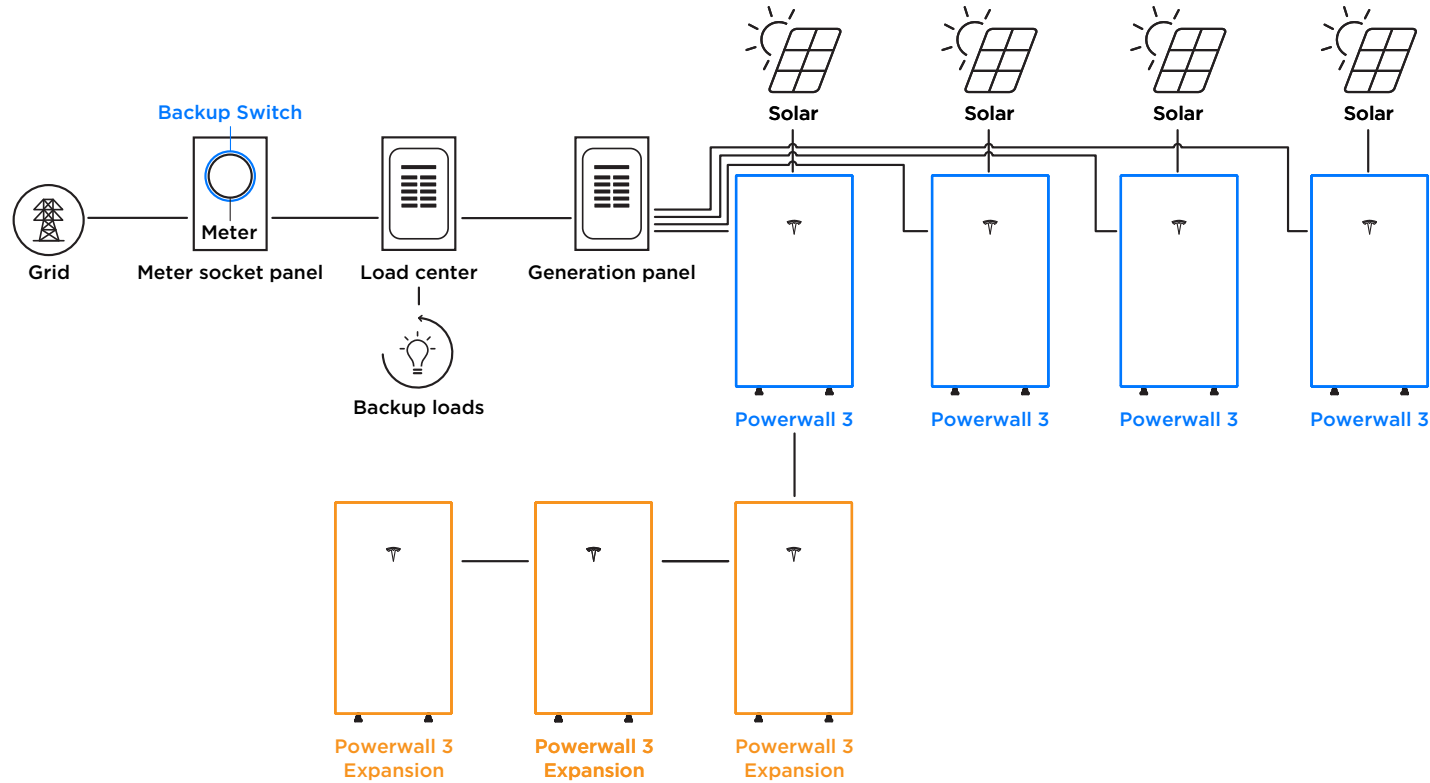 Solar
Solar
Solar
Solar
Backup Switch
Meter
Grid
Meter socket panel
Load center
Generation panel
Backup loads
Powerwall 3
Powerwall 3
Powerwall 3
Powerwall 3
Powerwall 3
Expansion
Powerwall 3
Expansion
Powerwall 3
Expansion